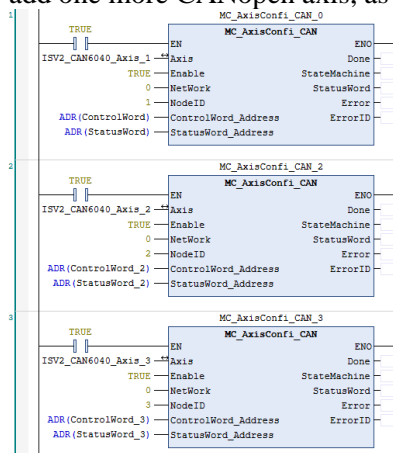 add one more CANopen axis, as
1
MC_AxisConfi_CAN_0
TRUE
MC_AxisConfi_CAN
EN ENO
ISV2_CAN6040_Axis_1 Axis Done
TRUE Enable StateMachine
0 NetWork StatusWord
1 NodeID Error
ADR(ControlWord) ControlWord_Address ErrorID
ADR(StatusWord) StatusWord_Address
2
MC_AxisConfi_CAN_2
TRUE
MC_AxisConfi_CAN
EN ENO
ISV2_CAN6040_Axis_2 Axis Done
TRUE Enable StateMachine
0 NetWork StatusWord
2 NodeID Error
ADR(ControlWord_2) ControlWord_Address ErrorID
ADR(StatusWord_2) StatusWord_Address
3
MC_AxisConfi_CAN_3
TRUE
MC_AxisConfi_CAN
EN ENO
ISV2_CAN6040_Axis_3 Axis Done
TRUE Enable StateMachine
0 NetWork StatusWord
3 NodeID Error
ADR(ControlWord_3) ControlWord_Address ErrorID
ADR(StatusWord_3) StatusWord_Address